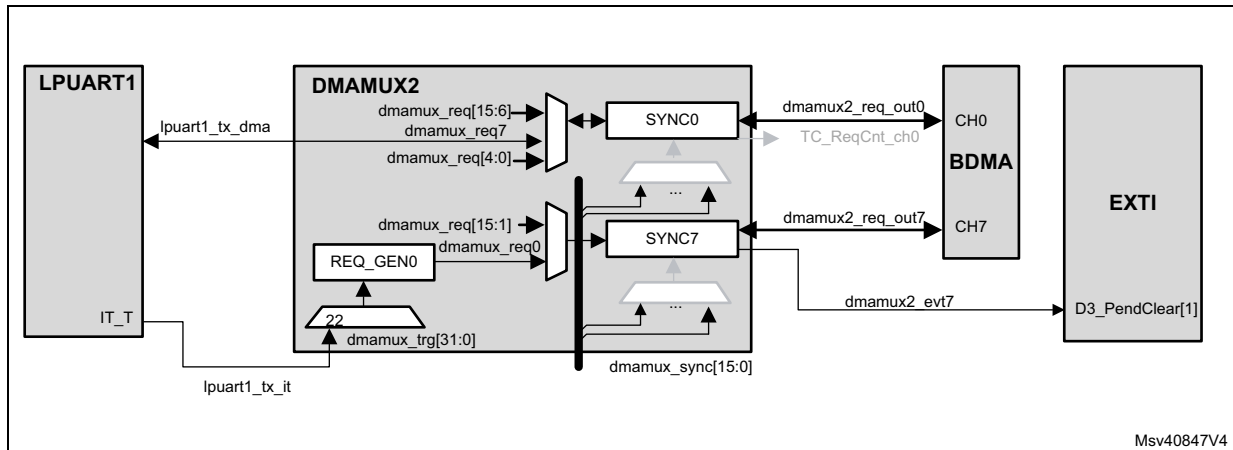 LPUART1
DMAMUX2
BDMA
EXTI
lpuart1_tx_dma
dmamux_req[15:6]
dmamux_req7
dmamux_req[4:0]
SYNC0
dmamux2_req_out0
TC_ReqCnt_ch0
CH0
...
dmamux_req[15:1]
dmamux_req0
REQ_GEN0
SYNC7
dmamux2_req_out7
CH7
...
22
IT_T
dmamux_trg[31:0]
dmamux2_evt7
D3_PendClear[1]
dmamux_sync[15:0]
lpuart1_tx_it
Msv40847V4